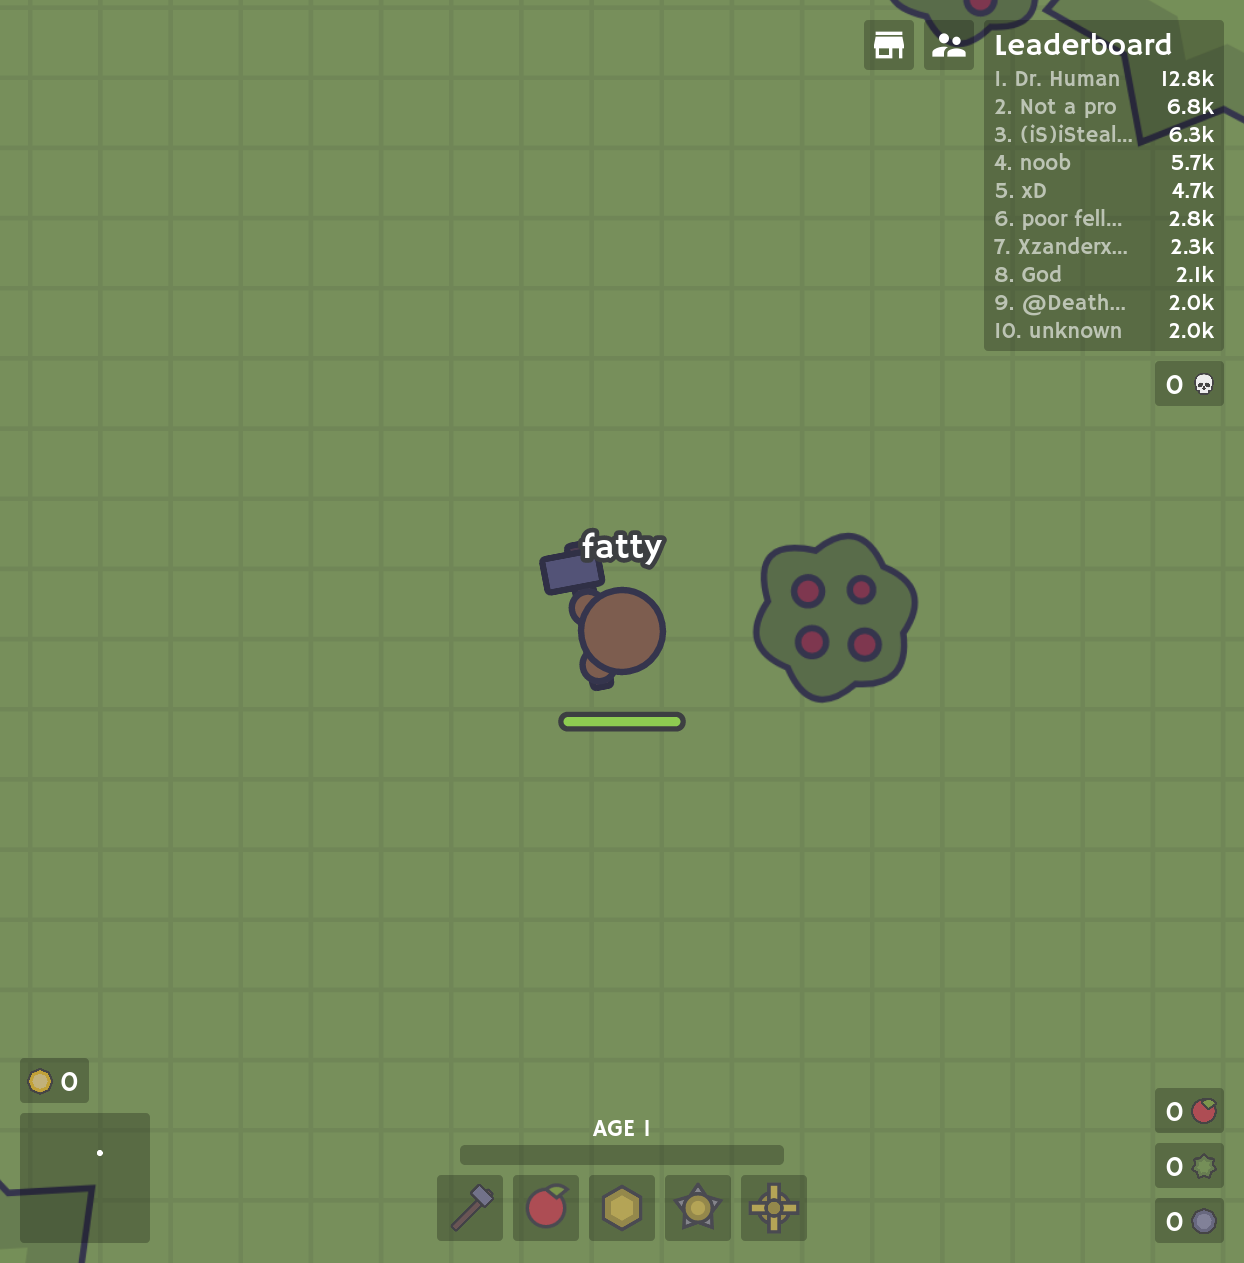 Leaderboard
1. Dr. Human 12.8k
2. Not a pro 6.8k
3. (iS)iSteal... 6.3k
4. noob 5.7k
5. xD 4.7k
6. poor fell... 2.8k
7. Xzanderx... 2.3k
8. God 2.1k
9. @Death... 2.0k
10. unknown 2.0k
0
fatty
0
AGE 1
0
0
0